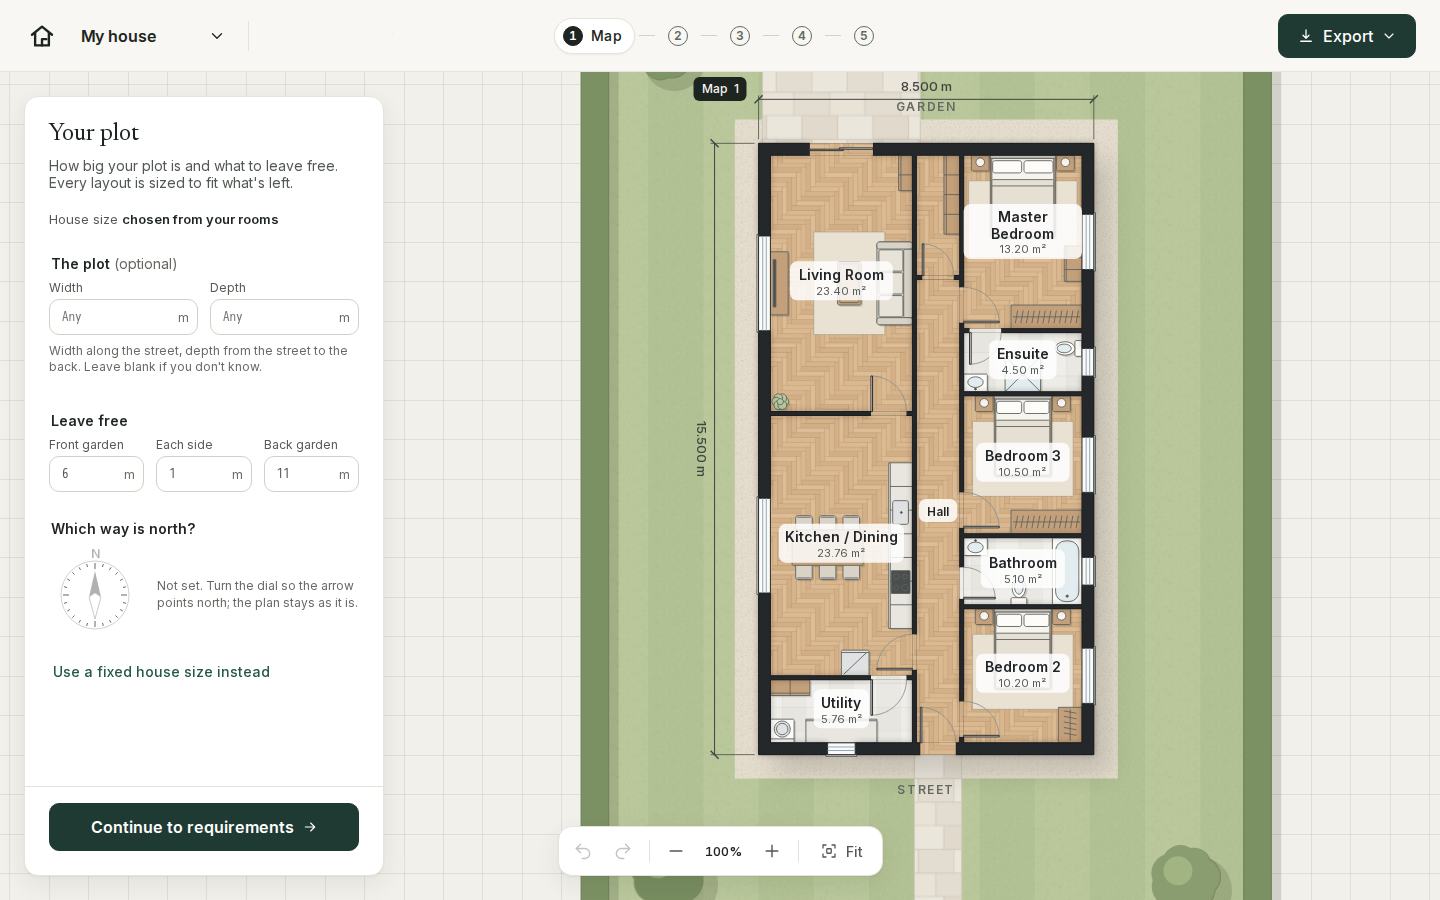 My house
1 Map
2
3
4
5
Export
Your plot
How big your plot is and what to leave free.
Every layout is sized to fit what's left.
House size chosen from your rooms
The plot (optional)
Width
Depth
Any m
Any m
Width along the street, depth from the street to the
back. Leave blank if you don't know.
Leave free
Front garden
Each side
Back garden
6 m
1 m
11 m
Which way is north?
N
Not set. Turn the dial so the arrow
points north; the plan stays as it is.
Use a fixed house size instead
Continue to requirements
Map 1
8.500 m
GARDEN
15.500 m
Master
Bedroom
13.20 m²
Living Room
23.40 m²
Ensuite
4.50 m²
Bedroom 3
10.50 m²
Hall
Kitchen / Dining
23.76 m²
Bathroom
5.10 m²
Bedroom 2
10.20 m²
Utility
5.76 m²
STREET
100%
Fit